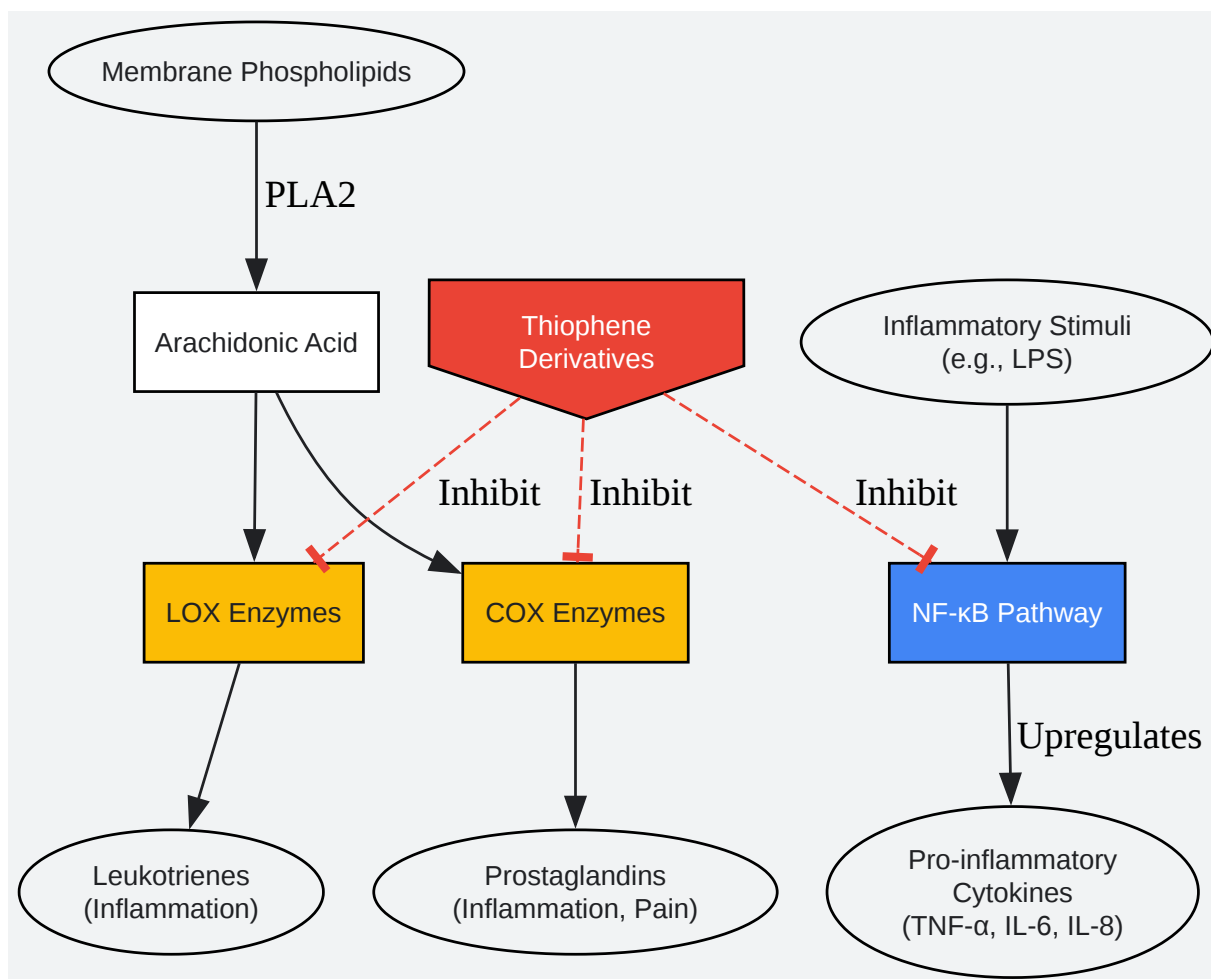 Membrane Phospholipids
PLA2
Arachidonic Acid
Thiophene
Derivatives
Inflammatory Stimuli
(e.g., LPS)
Inhibit
Inhibit
Inhibit
LOX Enzymes
COX Enzymes
NF-κB Pathway
Upregulates
Leukotrienes
(Inflammation)
Prostaglandins
(Inflammation, Pain)
Pro-inflammatory
Cytokines
(TNF-α, IL-6, IL-8)